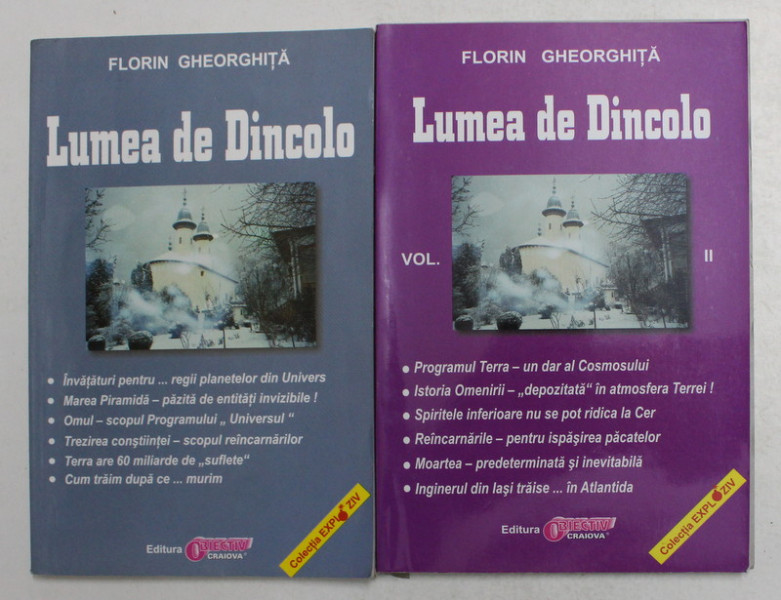 FLORIN GHEORGHIȚĂ
Lumea de Dincolo
• Învățături pentru ... regii planetelor din Univers
• Marea Piramidă – păzită de entități invizibile !
• Omul – scopul Programului „ Universul “
• Trezirea conștiinței – scopul reîncarnărilor
• Terra are 60 miliarde de „suflete“
• Cum trăim după ce ... murim
Colecția EXPLOZIV
Editura OBIECTIV
CRAIOVA
FLORIN GHEORGHIȚĂ
Lumea de Dincolo
VOL. II
• Programul Terra – un dar al Cosmosului
• Istoria Omenirii – „depozitată“ în atmosfera Terrei !
• Spiritele inferioare nu se pot ridica la Cer
• Reîncarnările – pentru ispășirea păcatelor
• Moartea – predeterminată și inevitabilă
• Inginerul din Iași trăise ... în Atlantida
Colecția EXPLOZIV
Editura OBIECTIV
CRAIOVA